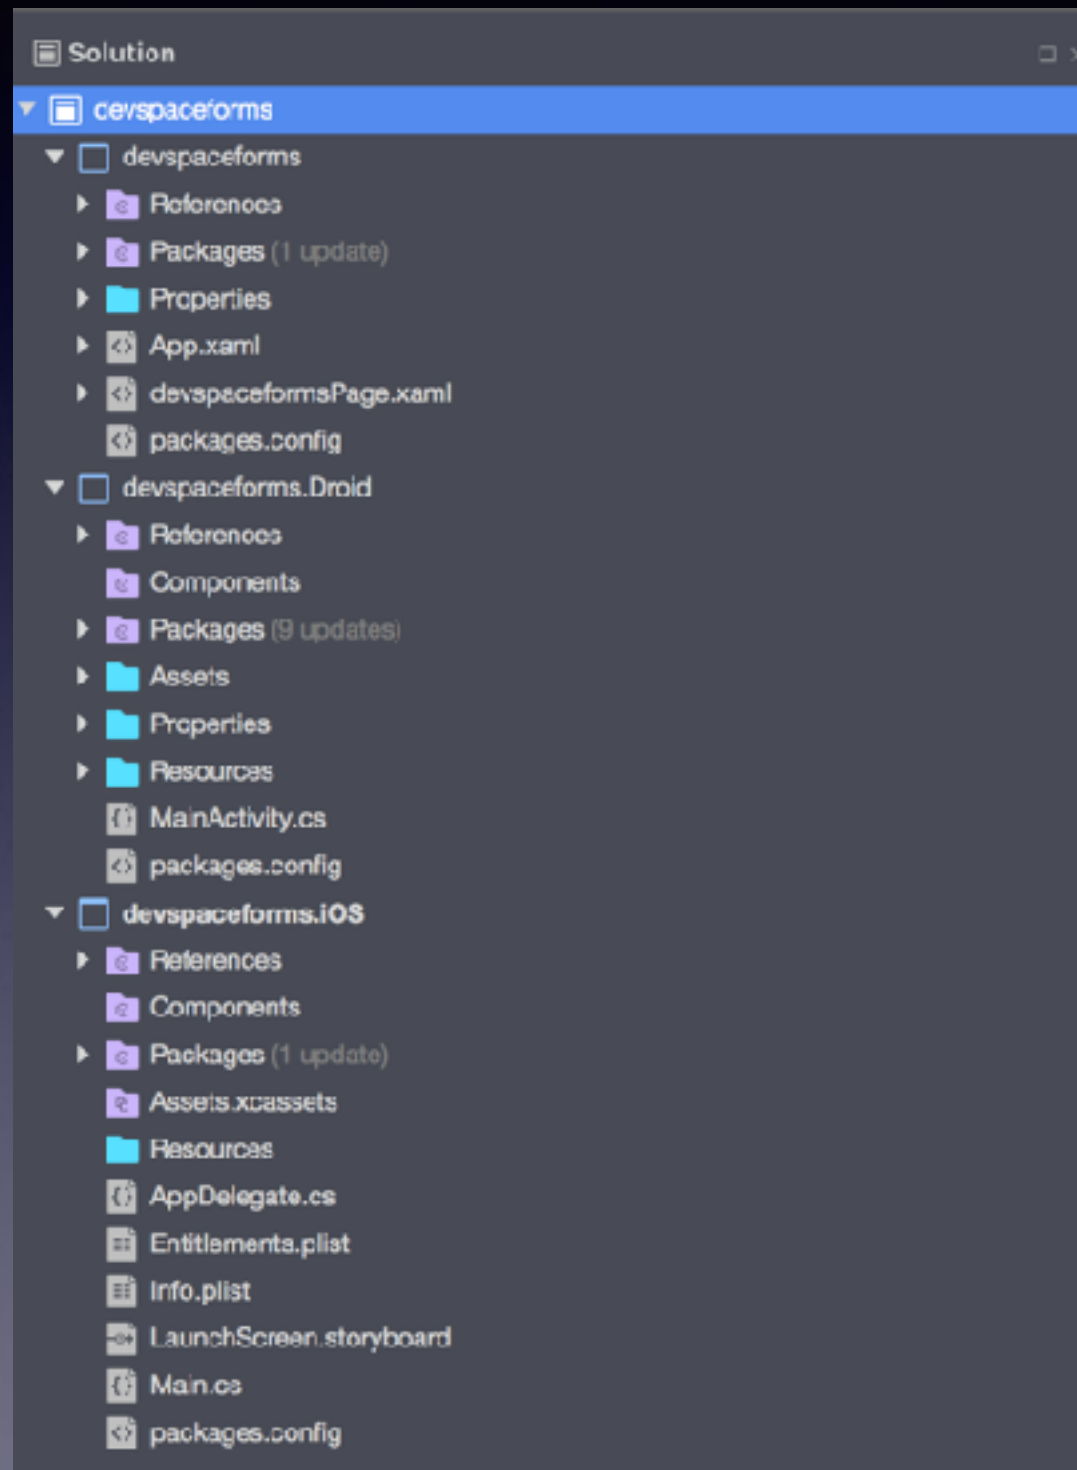 Solution
devspaceforms
devspaceforms
References
Packages (1 update)
Properties
App.xaml
devspaceformsPage.xaml
packages.config
devspaceforms.Droid
References
Components
Packages (9 updates)
Assets
Properties
Resources
MainActivity.cs
packages.config
devspaceforms.iOS
References
Components
Packages (1 update)
Assets.xcassets
Resources
AppDelegate.cs
Entitlements.plist
Info.plist
LaunchScreen.storyboard
Main.cs
packages.config